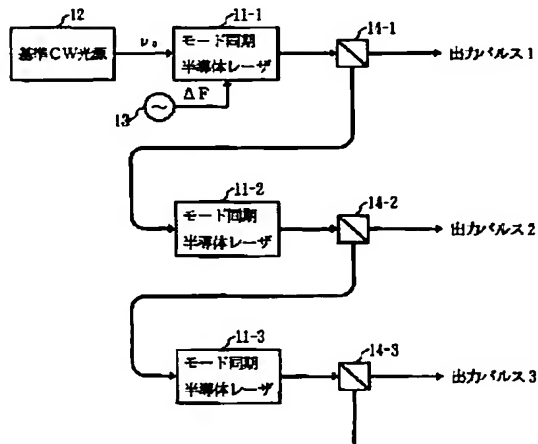 12
基準CW光源
ν₀
11-1
モード同期
半導体レーザ
14-1
出力パルス1
13
~
ΔF
11-2
モード同期
半導体レーザ
14-2
出力パルス2
11-3
モード同期
半導体レーザ
14-3
出力パルス3